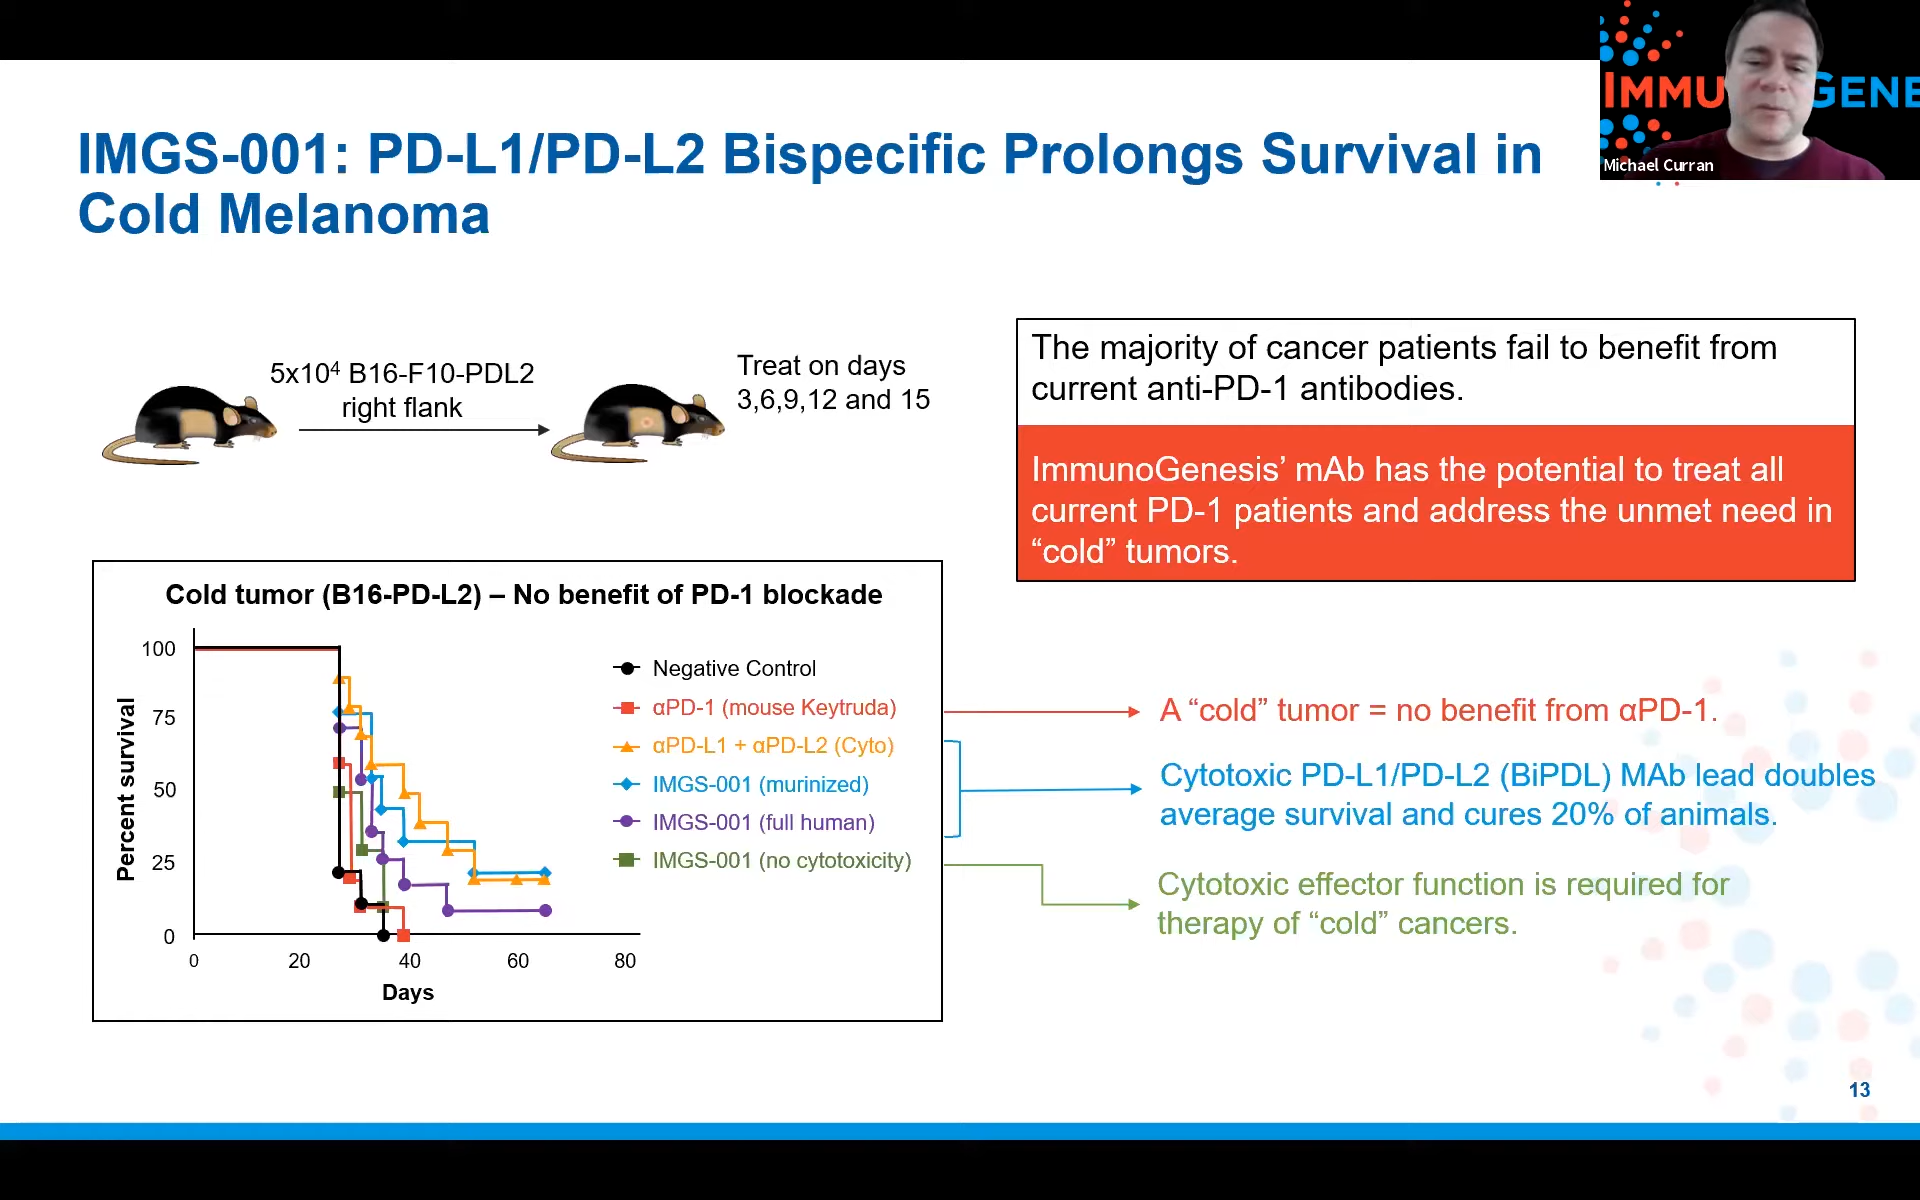 IMMU
GENE
Michael Curran
IMGS-001: PD-L1/PD-L2 Bispecific Prolongs Survival in
Cold Melanoma
5x10⁴ B16-F10-PDL2
right flank
Treat on days
3,6,9,12 and 15
The majority of cancer patients fail to benefit from
current anti-PD-1 antibodies.
ImmunoGenesis’ mAb has the potential to treat all
current PD-1 patients and address the unmet need in
“cold” tumors.
Cold tumor (B16-PD-L2) – No benefit of PD-1 blockade
Percent survival
100
75
50
25
0
0 20 40 60 80
Days
Negative Control
αPD-1 (mouse Keytruda)
αPD-L1 + αPD-L2 (Cyto)
IMGS-001 (murinized)
IMGS-001 (full human)
IMGS-001 (no cytotoxicity)
A “cold” tumor = no benefit from αPD-1.
Cytotoxic PD-L1/PD-L2 (BiPDL) MAb lead doubles
average survival and cures 20% of animals.
Cytotoxic effector function is required for
therapy of “cold” cancers.
13